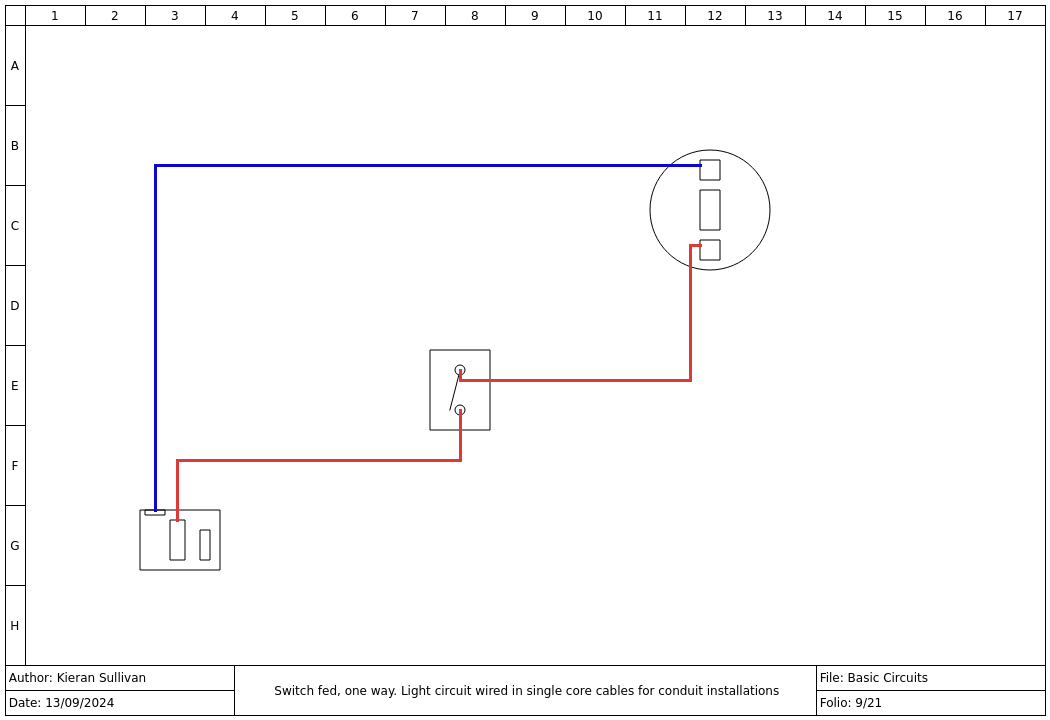 1 2 3 4 5 6 7 8 9 10 11 12 13 14 15 16 17
A
B
C
D
E
F
G
H
Author: Kieran Sullivan
Date: 13/09/2024
Switch fed, one way. Light circuit wired in single core cables for conduit installations
File: Basic Circuits
Folio: 9/21